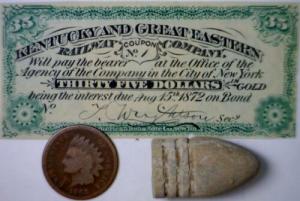 $35 $35
KENTUCKY AND GREAT EASTERN
RAILWAY COUPON COMPANY.
Will pay the bearer at the Office of the
Agency of the Company in the City of New York
THIRTY FIVE DOLLARS GOLD
being the interest due Aug 15th 1872 on Bond
No Secy